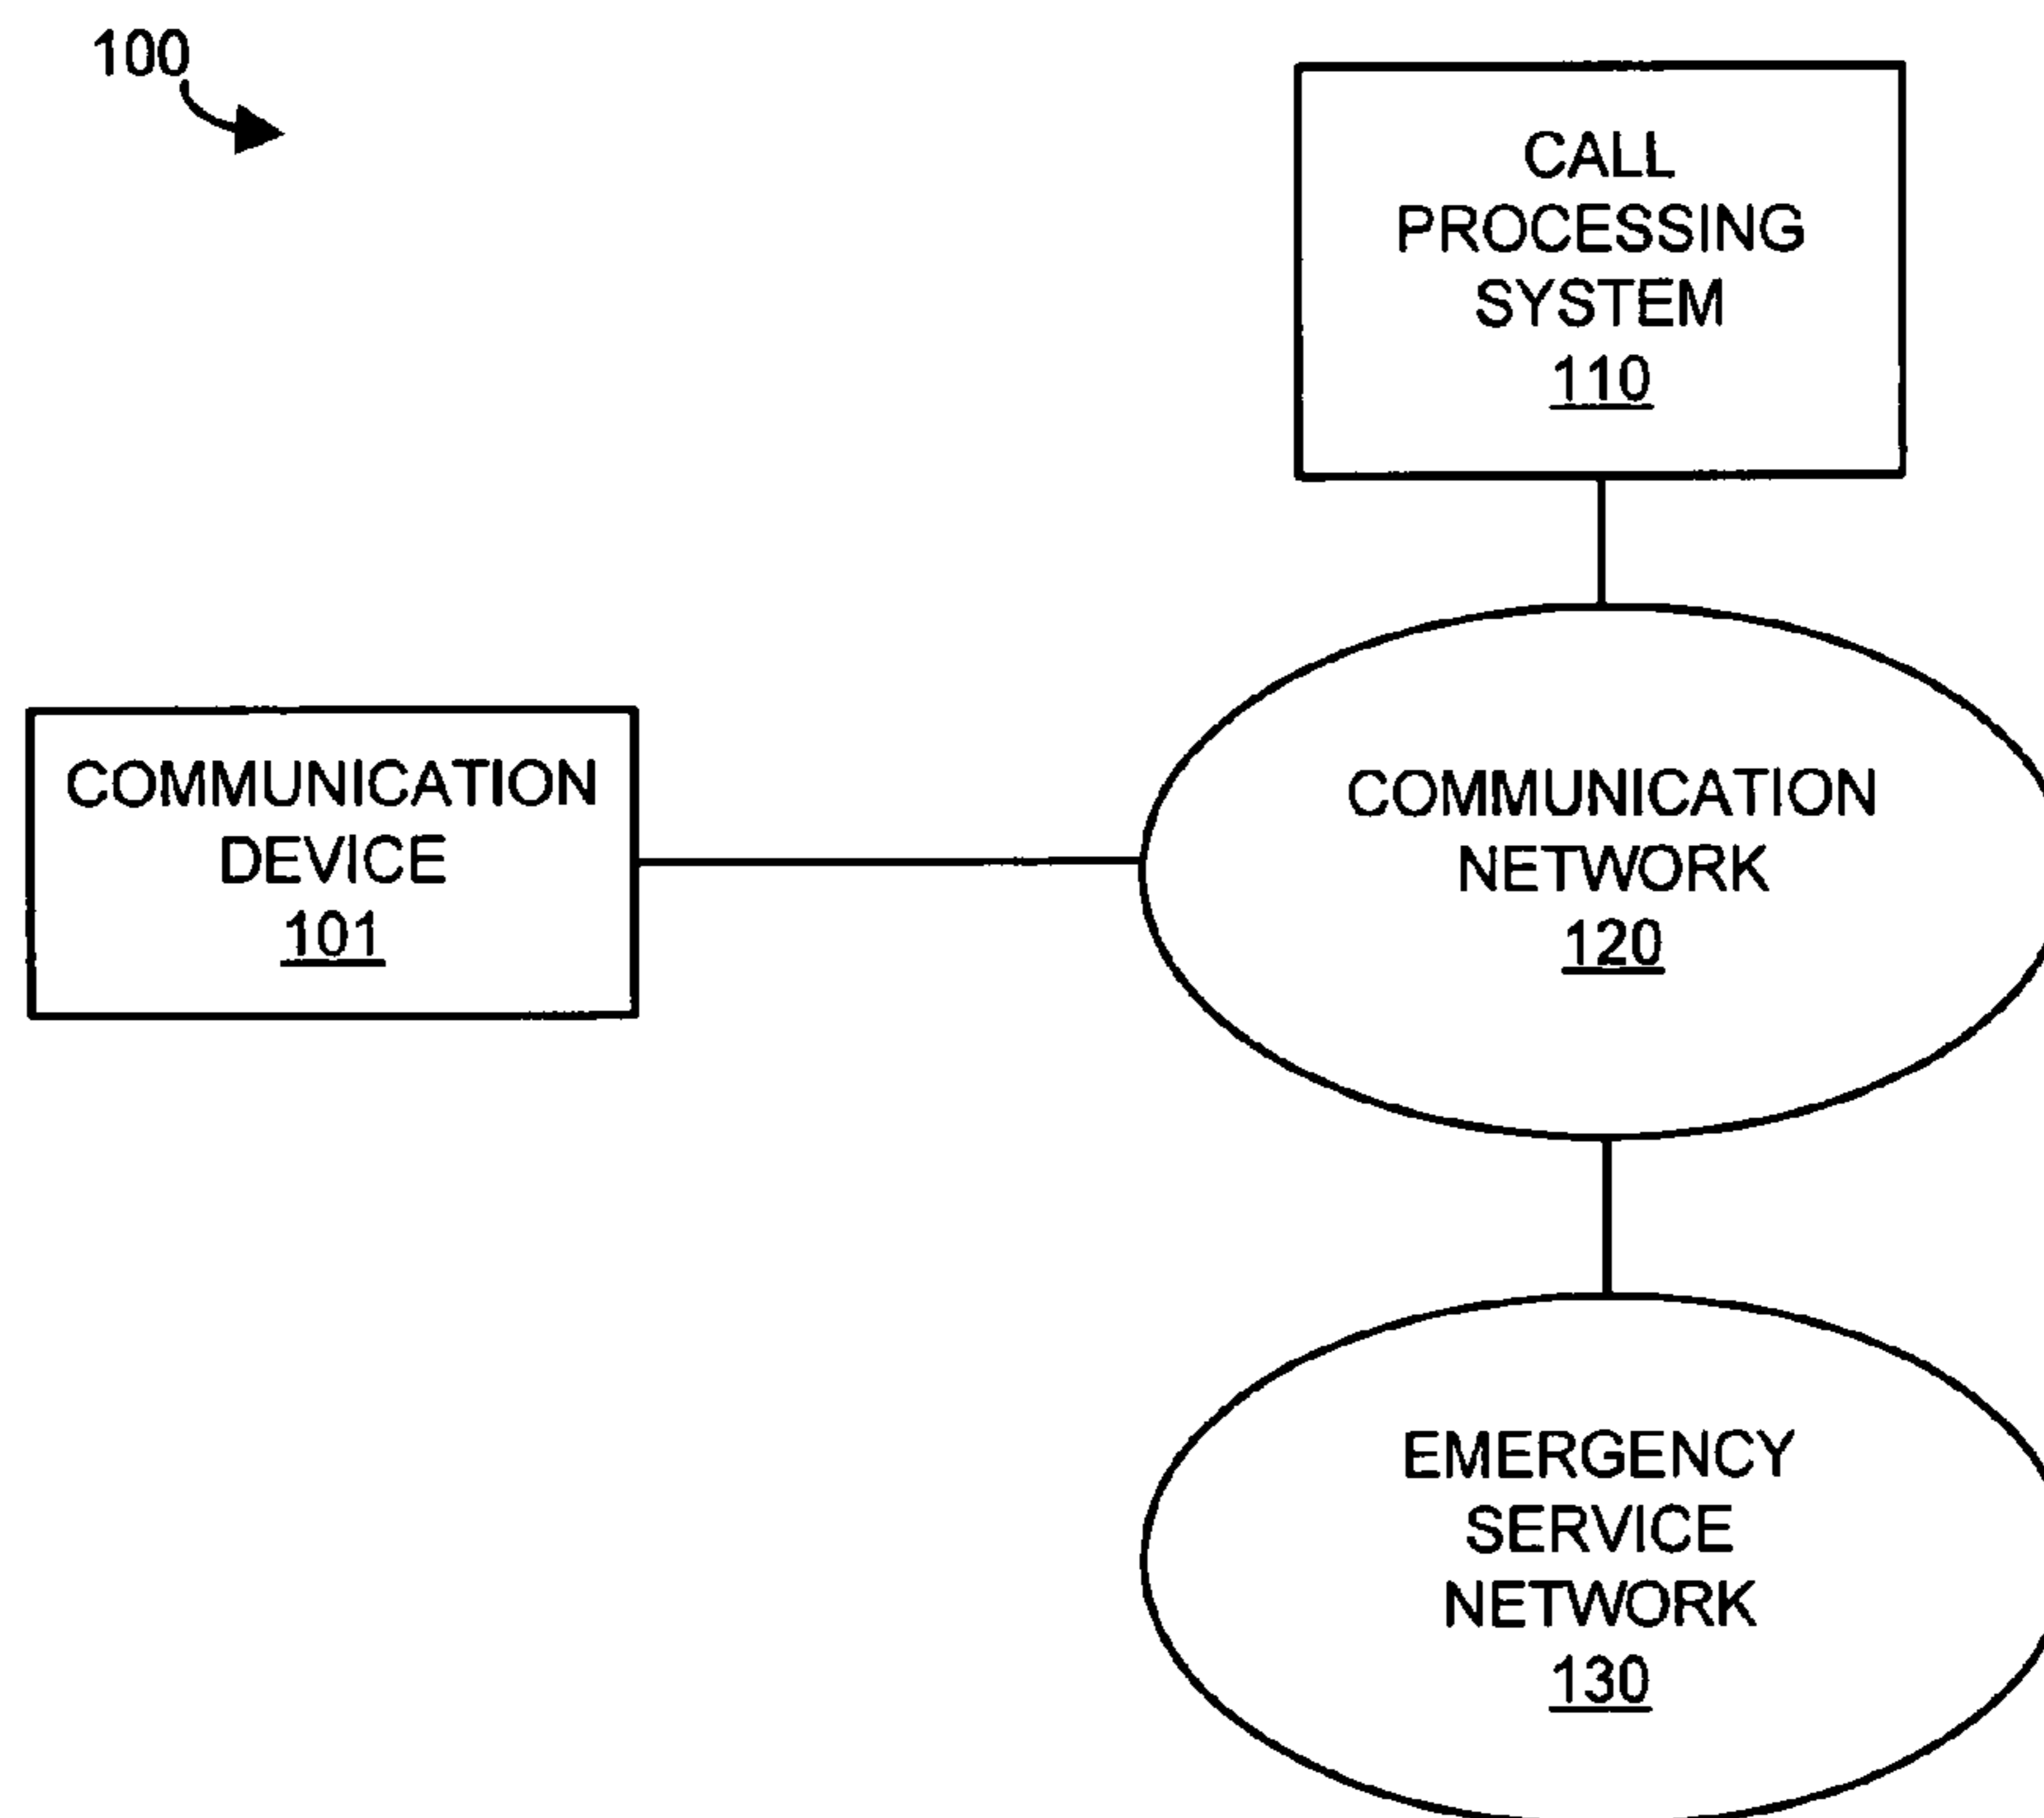 100
CALL
PROCESSING
SYSTEM
110
COMMUNICATION
DEVICE
101
COMMUNICATION
NETWORK
120
EMERGENCY
SERVICE
NETWORK
130